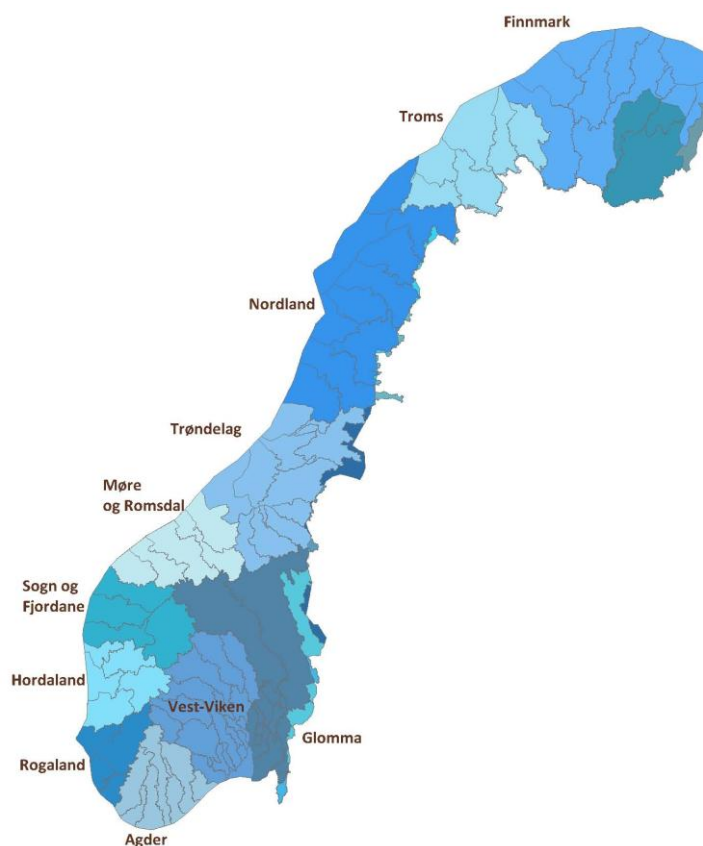 Finnmark
Troms
Nordland
Trøndelag
Møre
og Romsdal
Sogn og
Fjordane
Hordaland
Vest-Viken
Glomma
Rogaland
Agder